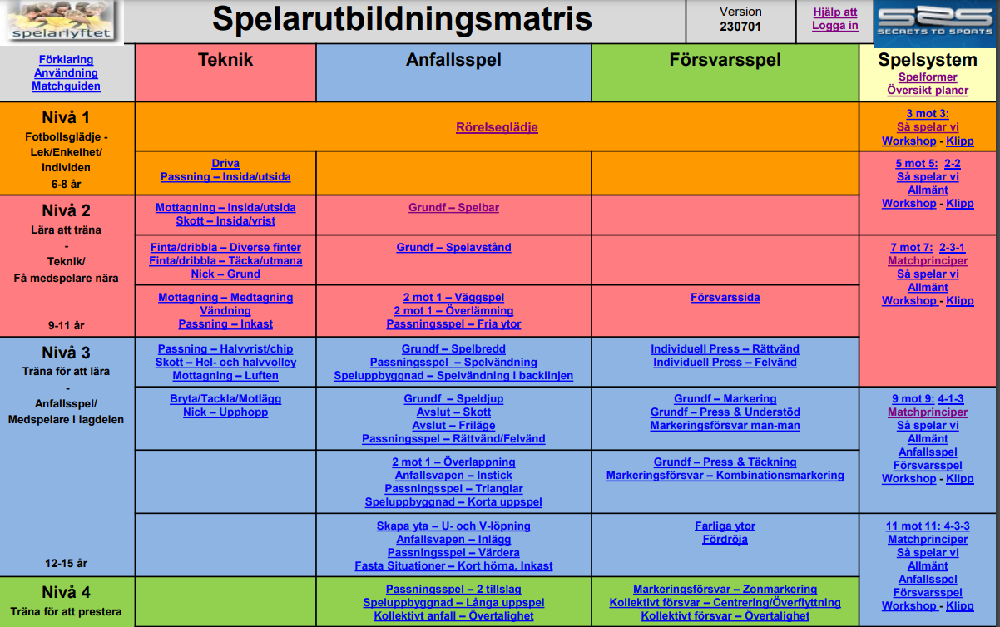 spelarlyftet
Spelarutbildningsmatris
Version
230701
Hjälp att
Logga in
SECRETS TO SPORTS
Förklaring
Användning
Matchguiden
Teknik
Anfallsspel
Försvarsspel
Spelsystem
Spelformer
Översikt planer
Nivå 1
Fotbollsglädje -
Lek/Enkelhet/
Individen
6-8 år
Rörelseglädje
3 mot 3:
Så spelar vi
Workshop - Klipp
Driva
Passning – Insida/utsida
5 mot 5: 2-2
Så spelar vi
Allmänt
Workshop - Klipp
Nivå 2
Lära att träna
-
Teknik/
Få medspelare nära
9-11 år
Mottagning – Insida/utsida
Skott – Insida/vrist
Grundf – Spelbar
Finta/dribbla – Diverse finter
Finta/dribbla – Täcka/utmana
Nick – Grund
Grundf – Spelavstånd
7 mot 7: 2-3-1
Matchprinciper
Så spelar vi
Allmänt
Workshop - Klipp
Mottagning – Medtagning
Vändning
Passning – Inkast
2 mot 1 – Väggspel
2 mot 1 – Överlämning
Passningsspel – Fria ytor
Försvarssida
Nivå 3
Träna för att lära
-
Anfallsspel/
Medspelare i lagdelen
12-15 år
Passning – Halvvrist/chip
Skott – Hel- och halvvolley
Mottagning – Luften
Grundf – Spelbredd
Passningsspel – Spelvändning
Speluppbyggnad – Spelvändning i backlinjen
Individuell Press – Rättvänd
Individuell Press – Felvänd
Bryta/Tackla/Motlägg
Nick – Upphopp
Grundf – Speldjup
Avslut – Skott
Avslut – Friläge
Passningsspel – Rättvänd/Felvänd
Grundf – Markering
Grundf – Press & Understöd
Markeringsförsvar man-man
9 mot 9: 4-1-3
Matchprinciper
Så spelar vi
Allmänt
Anfallsspel
Försvarsspel
Workshop - Klipp
2 mot 1 – Överlappning
Anfallsvapen – Instick
Passningsspel – Trianglar
Speluppbyggnad – Korta uppspel
Grundf – Press & Täckning
Markeringsförsvar – Kombinationsmarkering
Skapa yta – U- och V-löpning
Anfallsvapen – Inlägg
Passningsspel – Värdera
Fasta Situationer – Kort hörna, Inkast
Farliga ytor
Fördröja
11 mot 11: 4-3-3
Matchprinciper
Så spelar vi
Allmänt
Anfallsspel
Försvarsspel
Workshop - Klipp
Nivå 4
Träna för att prestera
Passningsspel – 2 tillslag
Speluppbyggnad – Långa uppspel
Kollektivt anfall – Övertalighet
Markeringsförsvar – Zonmarkering
Kollektivt försvar – Centrering/Överflyttning
Kollektivt försvar – Övertalighet